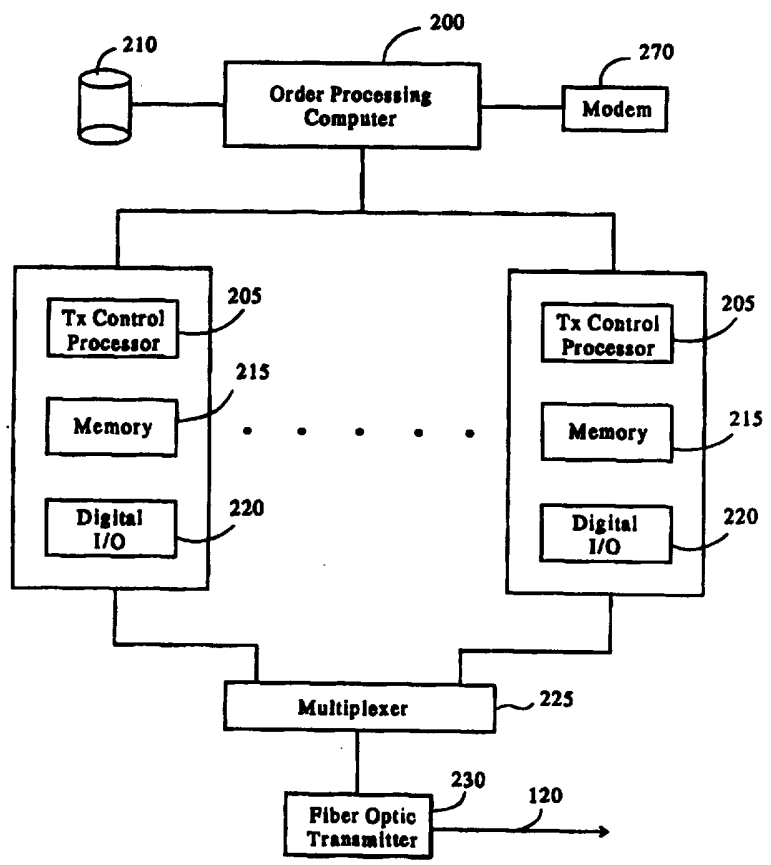 200
210
270
Order Processing
Computer
Modem
205
Tx Control
Processor
215
Memory
220
Digital
I/O
205
Tx Control
Processor
215
Memory
220
Digital
I/O
Multiplexer
225
230
Fiber Optic
Transmitter
120